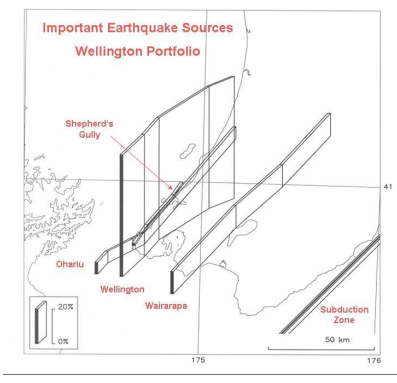 Important Earthquake Sources
Wellington Portfolio
Shepherd's
Gully
41
Ohariu
Wellington
Wairarapa
Subduction
Zone
20%
0%
50 km
175
176